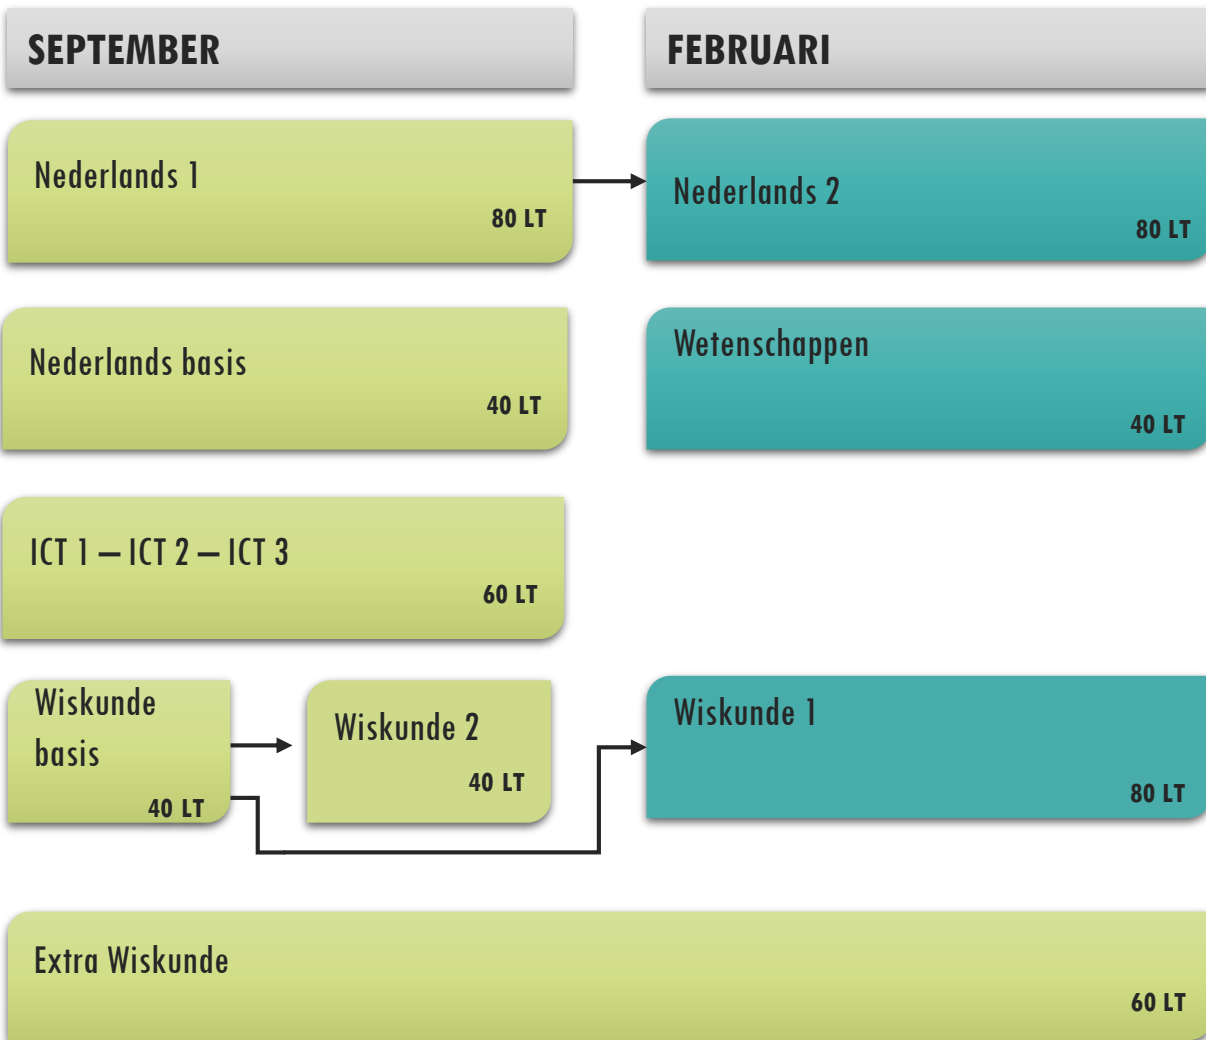 SEPTEMBER
FEBRUARI
Nederlands 1
80 LT
Nederlands 2
80 LT
Nederlands basis
40 LT
Wetenschappen
40 LT
ICT 1 – ICT 2 – ICT 3
60 LT
Wiskunde
basis
40 LT
Wiskunde 2
40 LT
Wiskunde 1
80 LT
Extra Wiskunde
60 LT